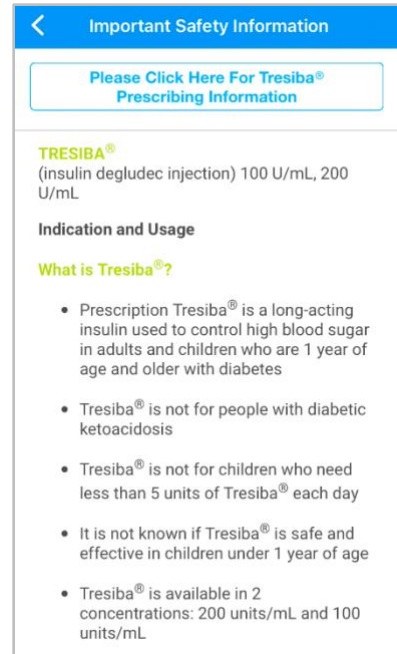 Important Safety Information
Please Click Here For Tresiba®
Prescribing Information
TRESIBA®
(insulin degludec injection) 100 U/mL, 200
U/mL
Indication and Usage
What is Tresiba®?
• Prescription Tresiba® is a long-acting
insulin used to control high blood sugar
in adults and children who are 1 year of
age and older with diabetes
• Tresiba® is not for people with diabetic
ketoacidosis
• Tresiba® is not for children who need
less than 5 units of Tresiba® each day
• It is not known if Tresiba® is safe and
effective in children under 1 year of age
• Tresiba® is available in 2
concentrations: 200 units/mL and 100
units/mL